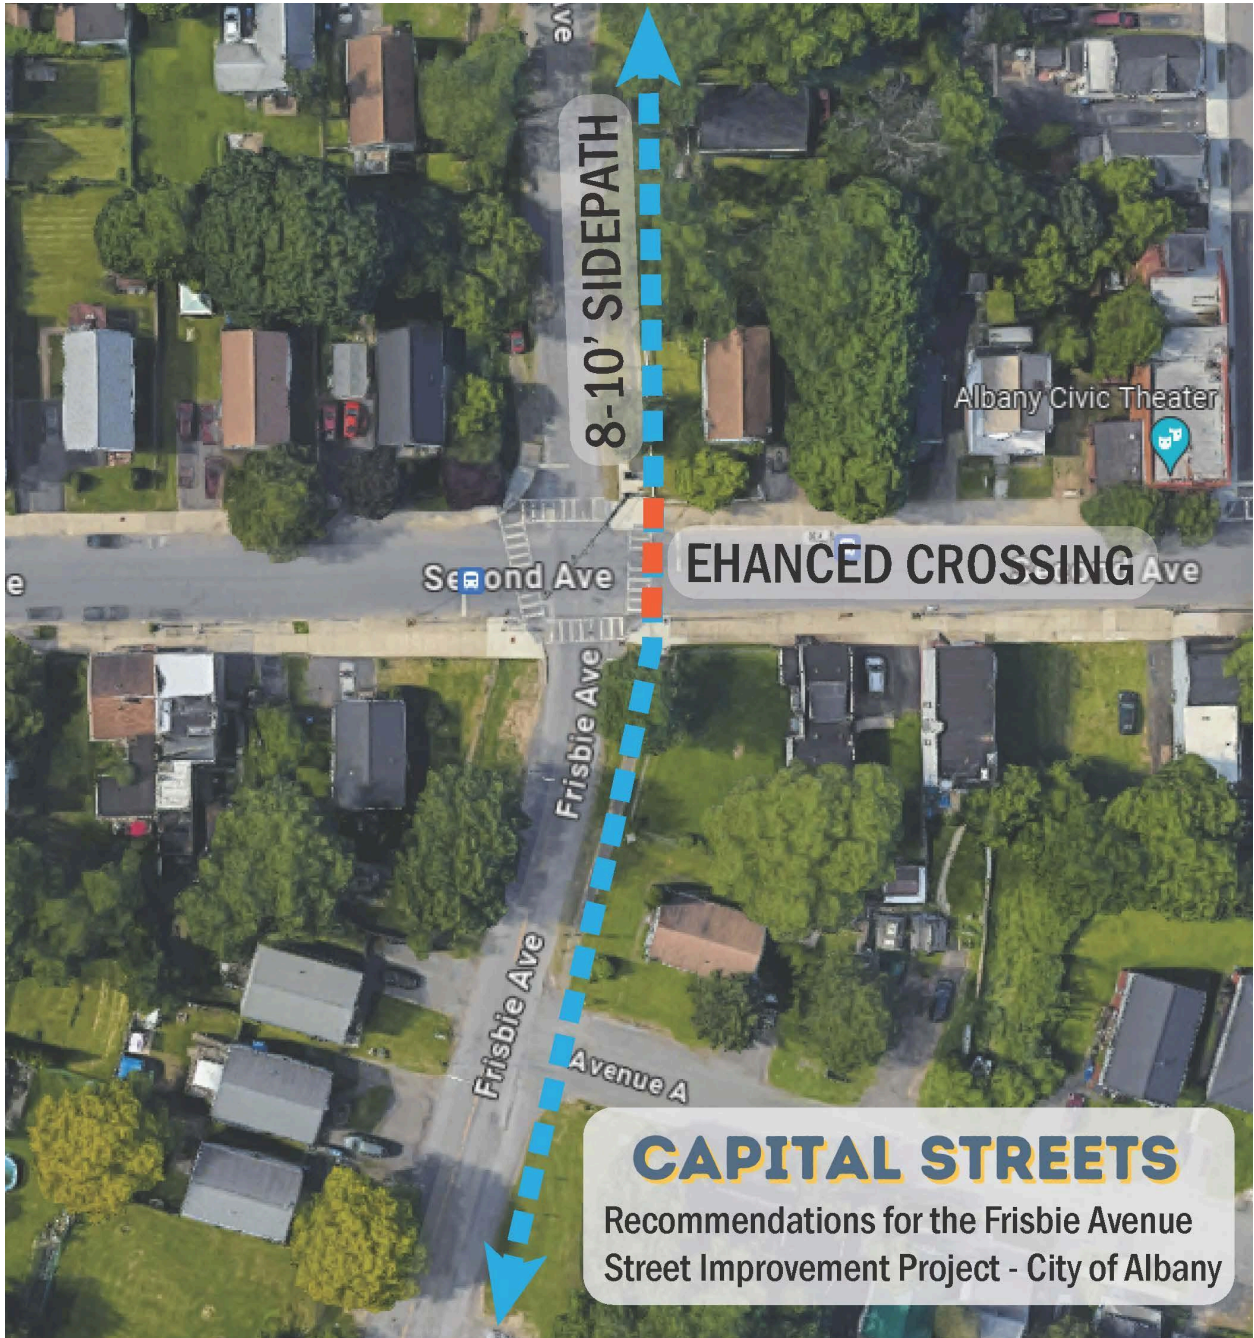 ve
8-10' SIDEPATH
Albany Civic Theater
EHANCED CROSSING
Second Ave
Ave
e
Frisbie Ave
Frisbie Ave
Avenue A
CAPITAL STREETS
Recommendations for the Frisbie Avenue
Street Improvement Project - City of Albany